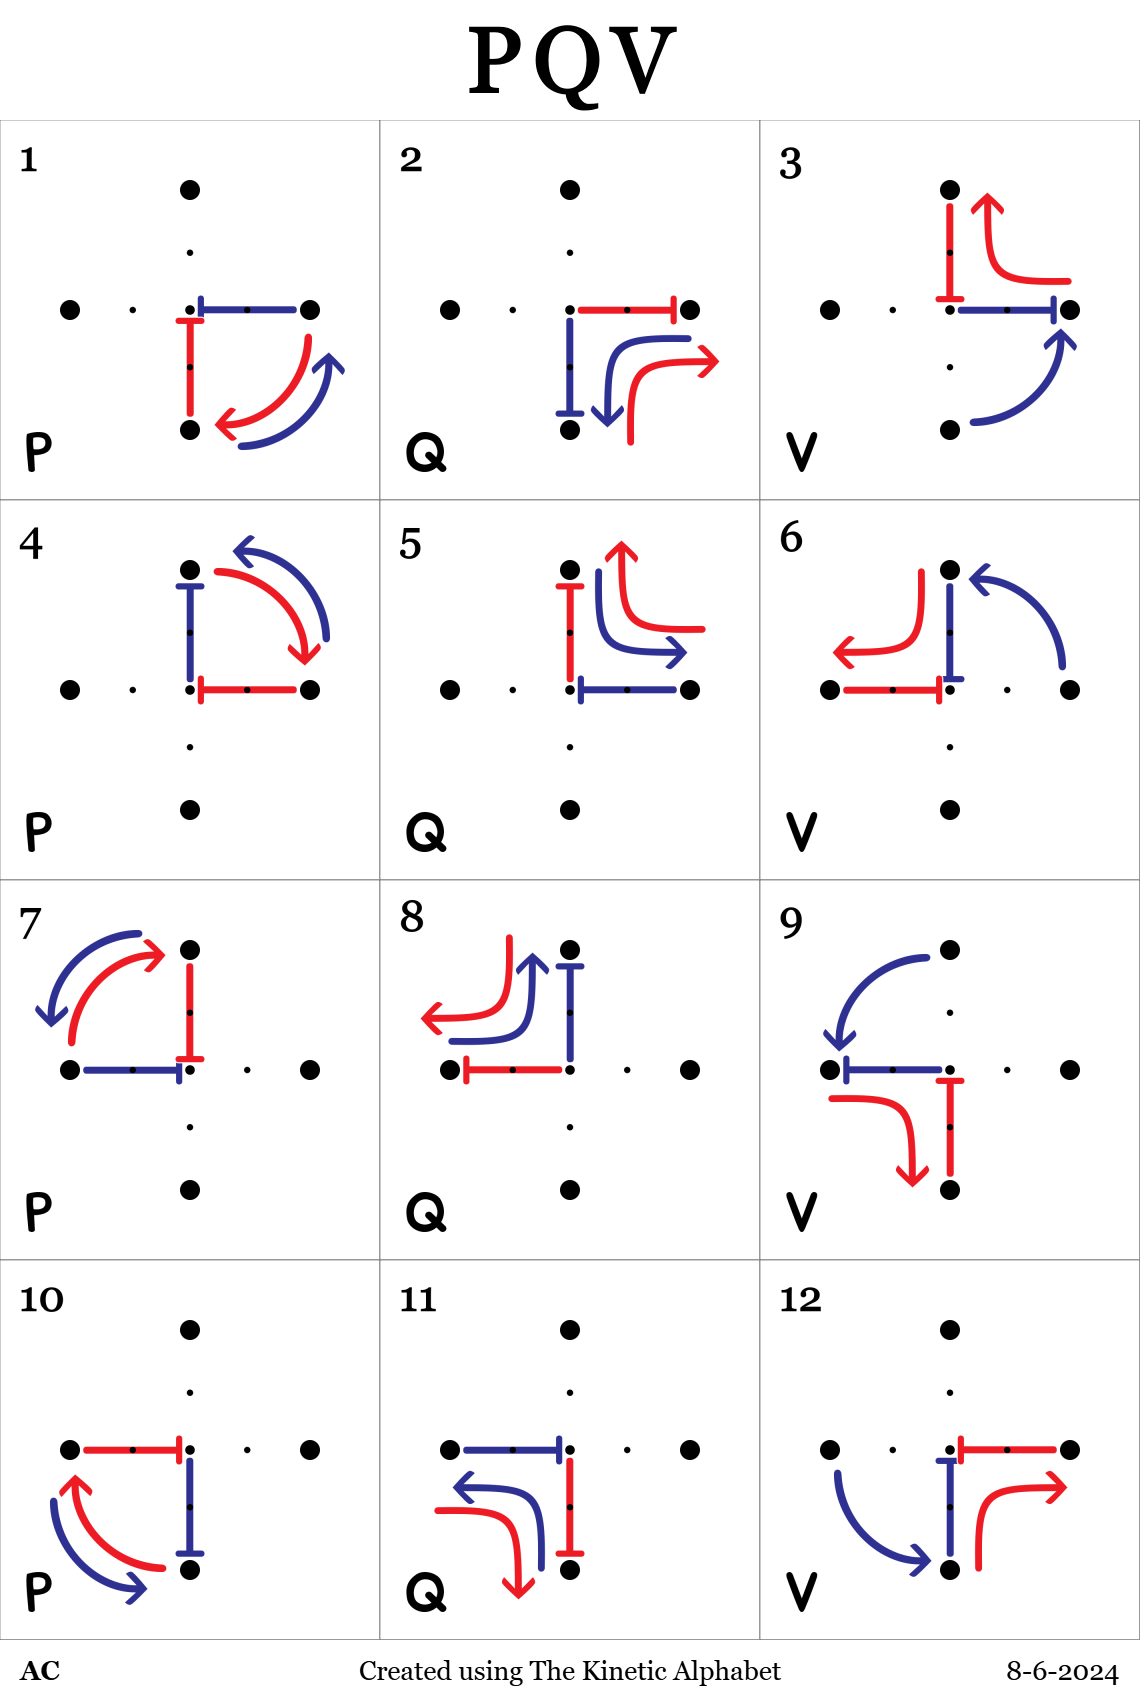 PQV
1 2 3
P Q V
4 5 6
P Q V
7 8 9
P Q V
10 11 12
P Q V
AC Created using The Kinetic Alphabet 8-6-2024